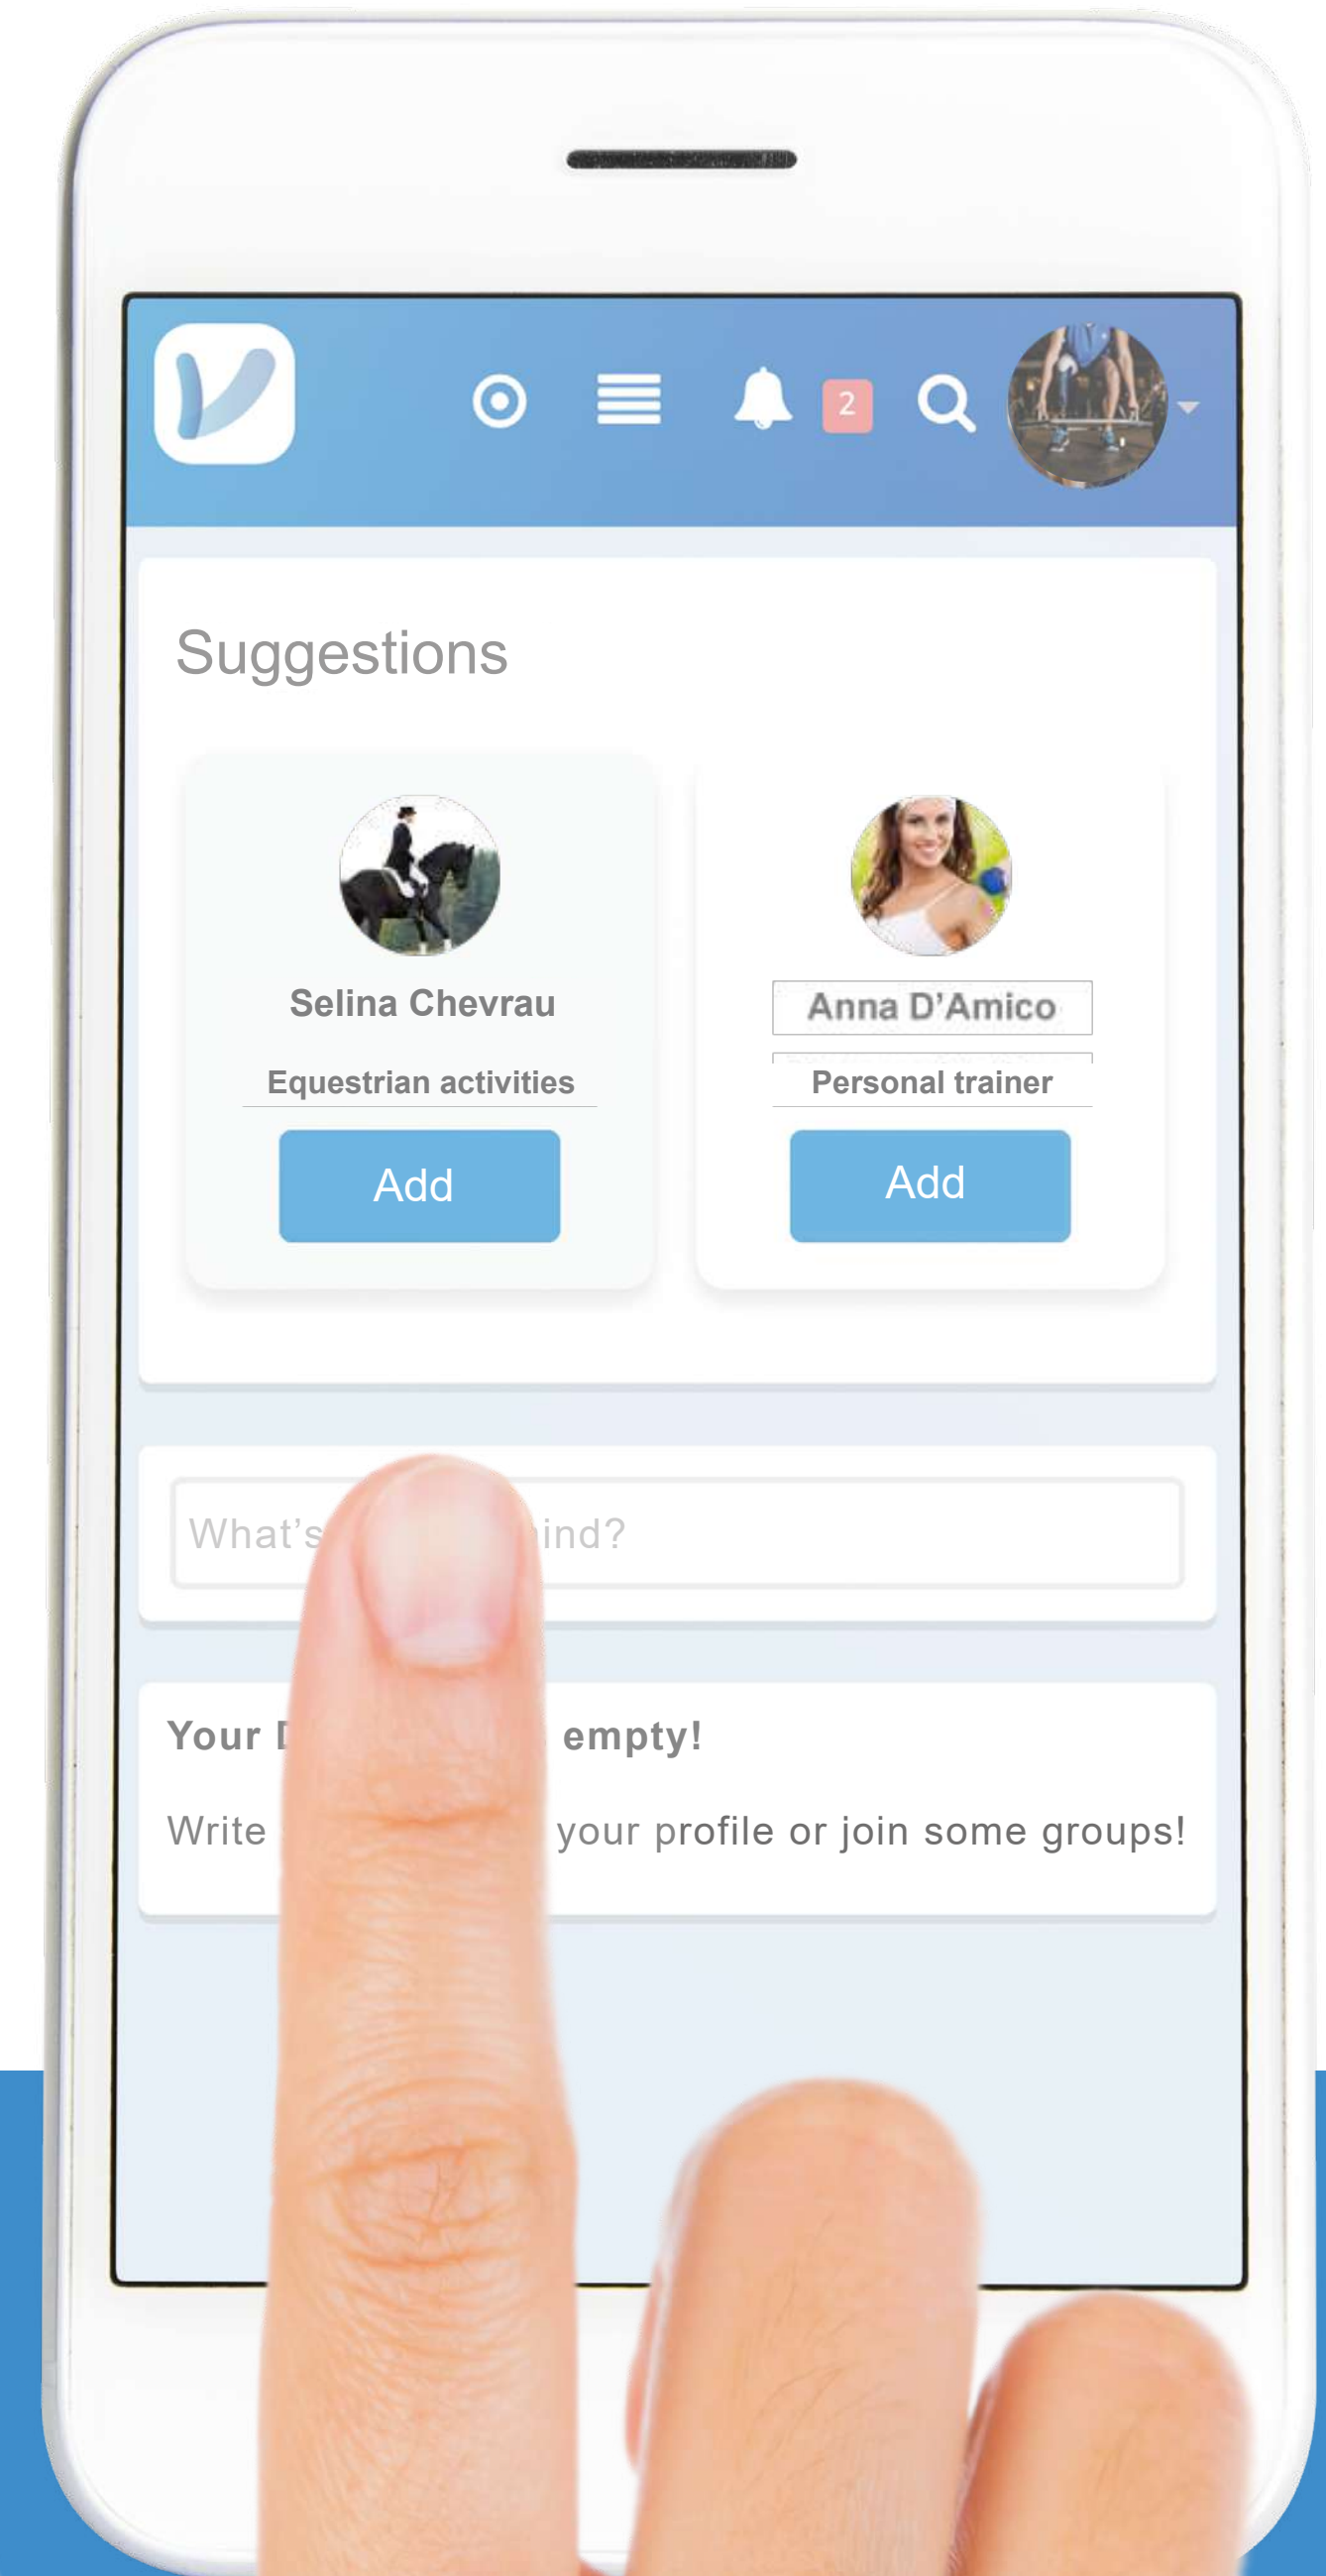 2
Suggestions
Selina Chevrau
Anna D’Amico
Equestrian activities
Personal trainer
Add
Add
What’s
Your
empty!
Write
your profile or join some groups!